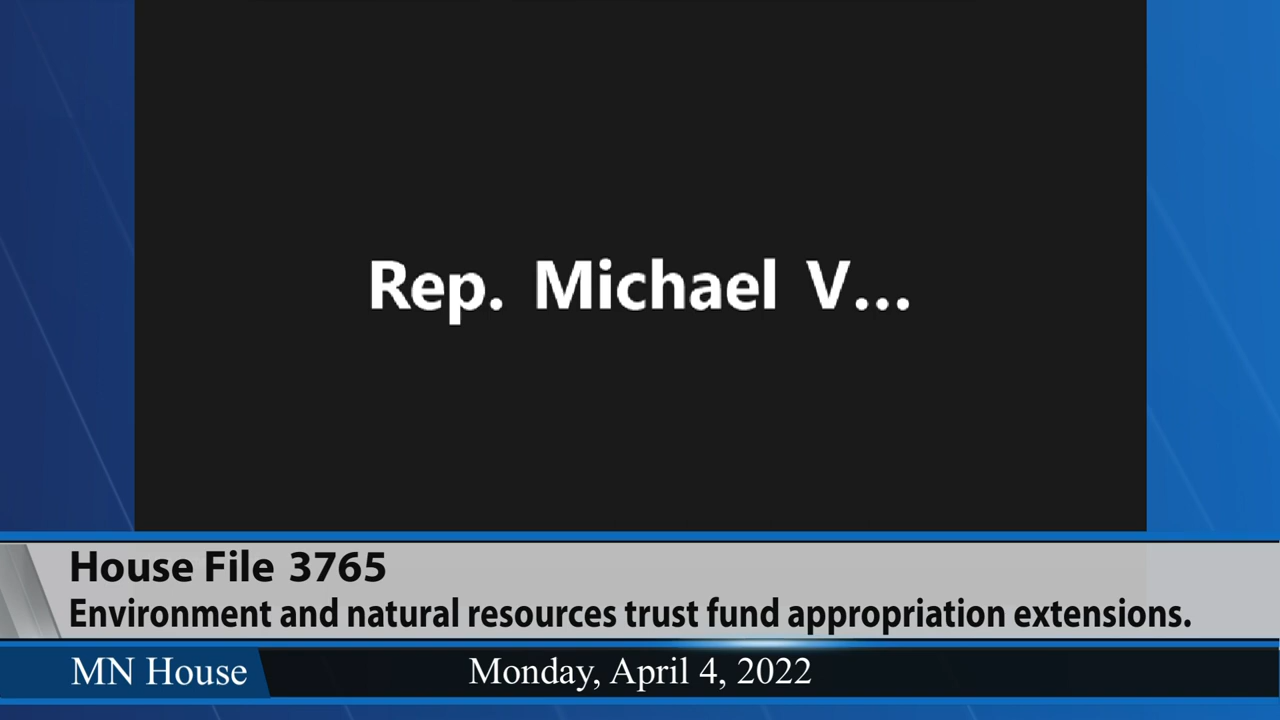 Rep. Michael V...
House File 3765
Environment and natural resources trust fund appropriation extensions.
MN House
Monday, April 4, 2022